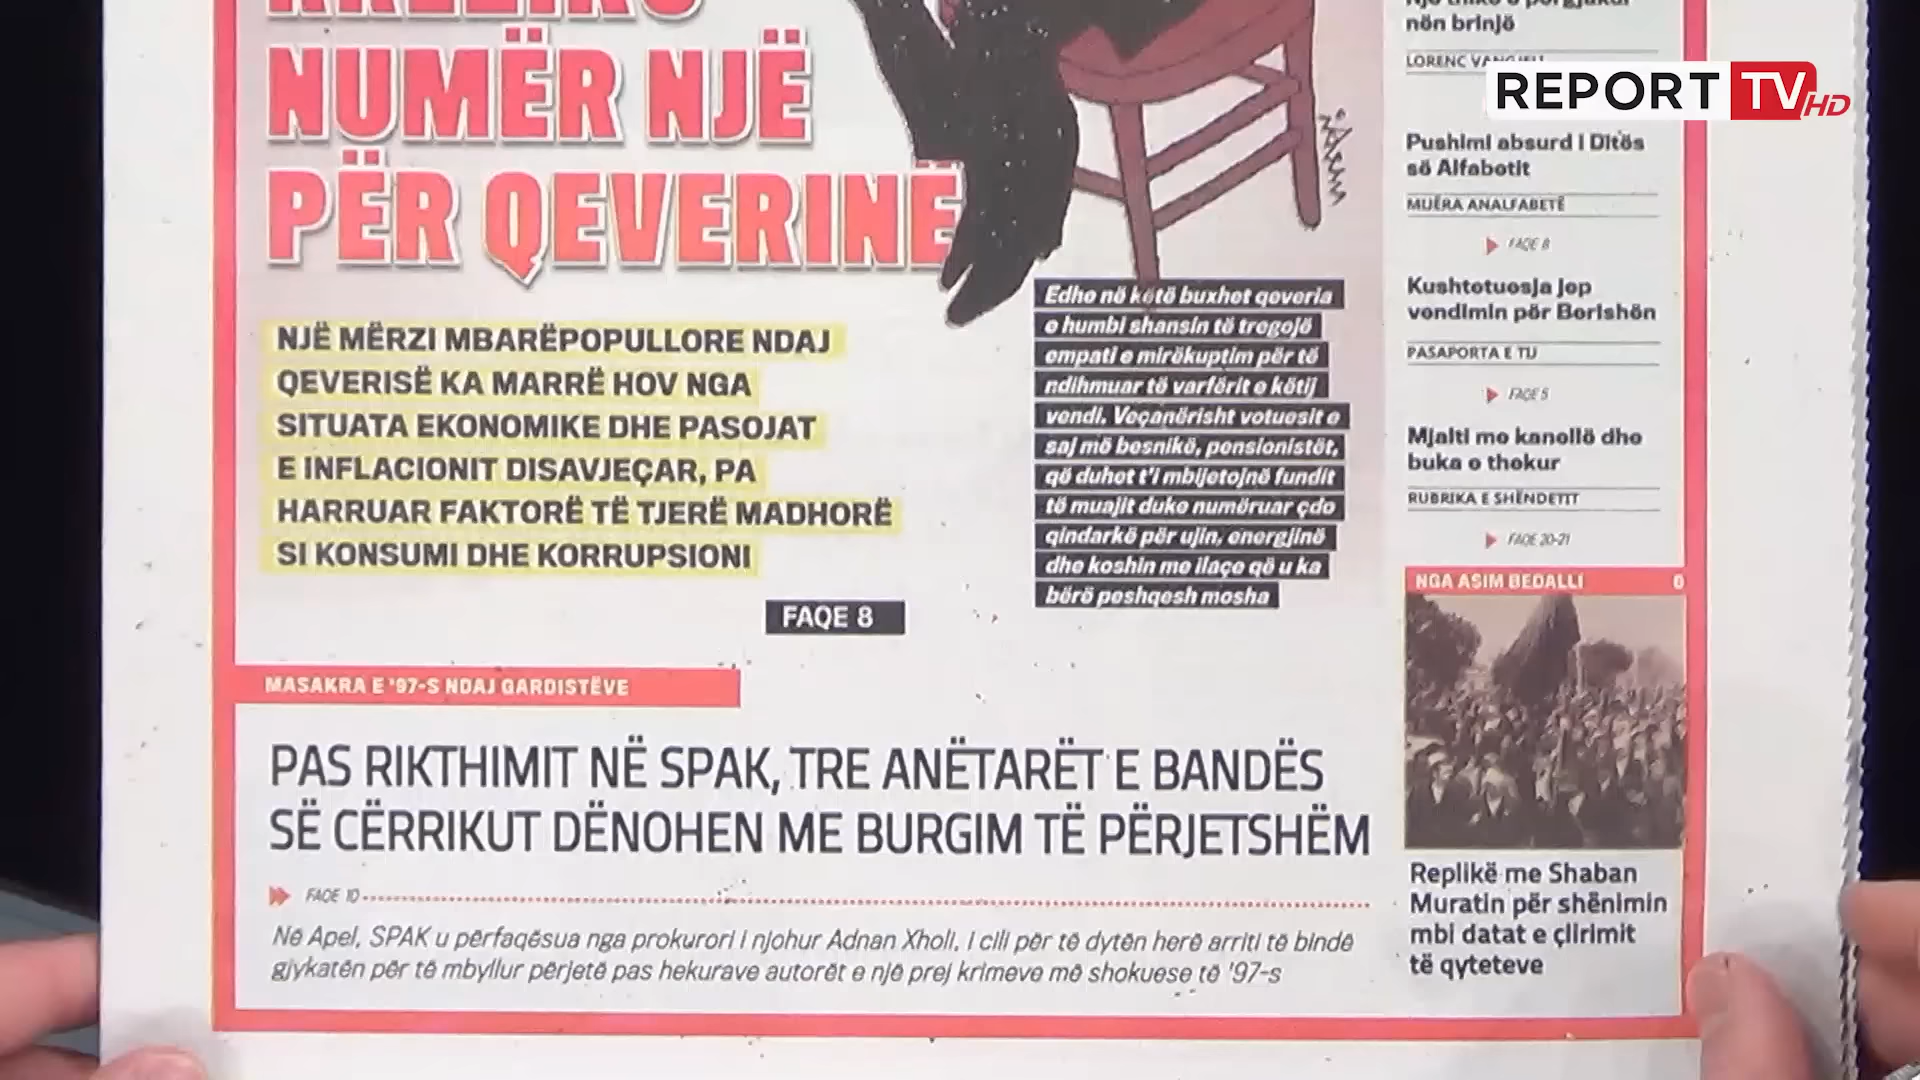 NUMËR NJË
PËR QEVERINË
NJË MËRZI MBARËPOPULLORE NDAJ
QEVERISË KA MARRË HOV NGA
SITUATA EKONOMIKE DHE PASOJAT
E INFLACIONIT DISAVJEÇAR, PA
HARRUAR FAKTORË TË TJERË MADHORË
SI KONSUMI DHE KORRUPSIONI
FAQE 8
Edhe në këtë buxhet qeveria
e humbi shansin të tregojë
empati e mirëkuptim për të
ndihmuar të varfërit e këtij
vendi. Veçanërisht votuesit e
saj më besnikë, pensionistët,
që duhet t'i mbijetojnë fundit
të muajit duke numëruar çdo
qindarkë për ujin, energjinë
dhe koshin me ilaçe që u ka
bërë peshqesh mosha
MASAKRA E '97-S NDAJ GARDISTËVE
PAS RIKTHIMIT NË SPAK, TRE ANËTARËT E BANDËS
SË CËRRIKUT DËNOHEN ME BURGIM TË PËRJETSHËM
FAQE 10
Në Apel, SPAK u përfaqësua nga prokurori i njohur Adnan Xholi, i cili për të dytën herë arriti të bindë
gjykatën për të mbyllur përjetë pas hekurave autorët e një prej krimeve më shokuese të '97-s
nën brinjë
LORENC
REPORT TV HD
Pushimi absurd i Ditës
së Alfabetit
MUËRA ANALFABETË
FAQE 8
Kushtetuesja jep
vendimin për Berishën
PASAPORTA E TIJ
FAQE 5
Mjalti me kanellë dhe
buka e thekur
RUBRIKA E SHËNDETIT
FAQE 20-21
NGA ASIM BEDALLI
Replikë me Shaban
Muratin për shënimin
mbi datat e çlirimit
të qyteteve